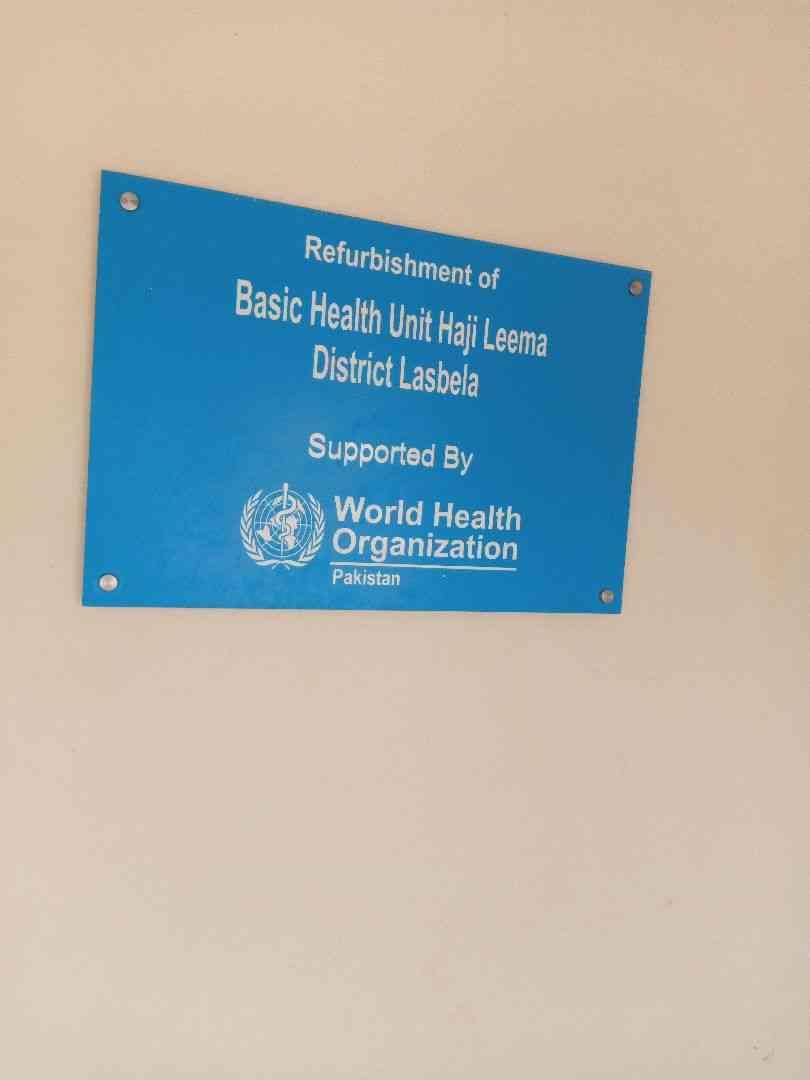 Refurbishment of
Basic Health Unit Haji Leema
District Lasbela
Supported By
World Health
Organization
Pakistan